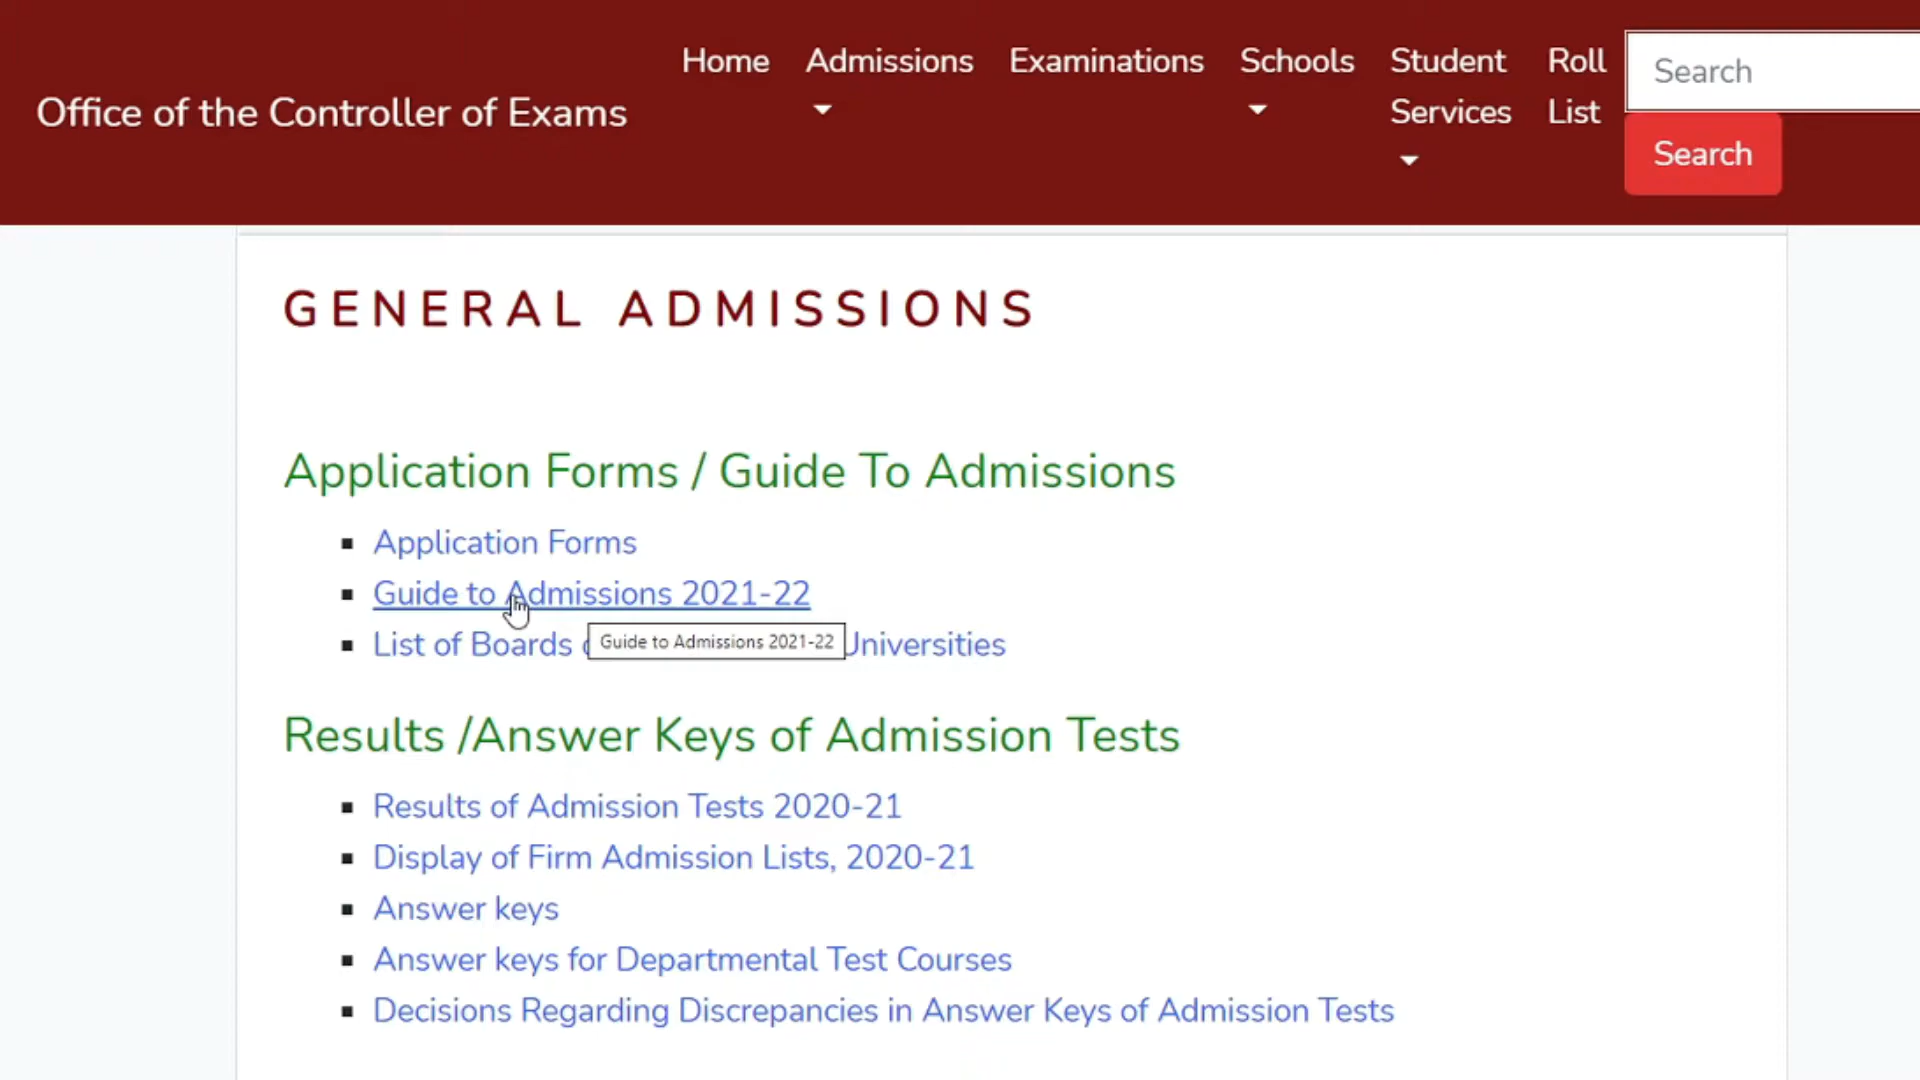 Office of the Controller of Exams
Home
Admissions
Examinations
Schools
Student
Services
Roll
List
Search
Search
GENERAL ADMISSIONS
Application Forms / Guide To Admissions
Application Forms
Guide to Admissions 2021-22
List of Boards Universities
Guide to Admissions 2021-22
Results /Answer Keys of Admission Tests
Results of Admission Tests 2020-21
Display of Firm Admission Lists, 2020-21
Answer keys
Answer keys for Departmental Test Courses
Decisions Regarding Discrepancies in Answer Keys of Admission Tests